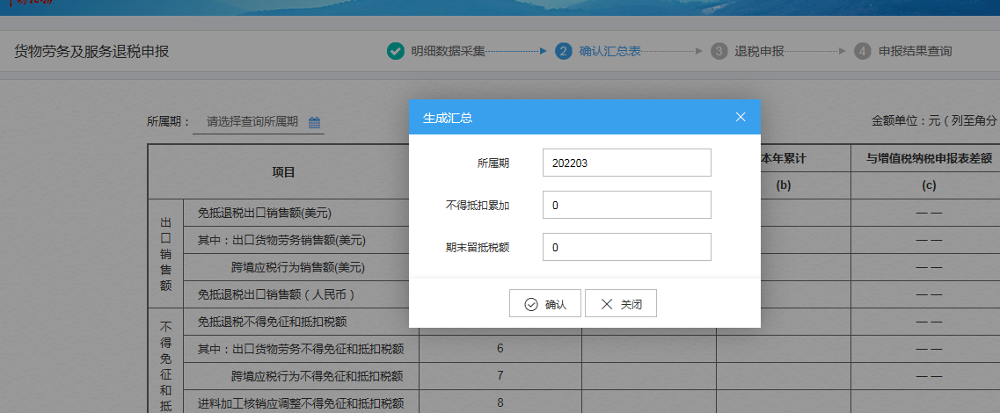 货物劳务及服务退税申报
明细数据采集
2 确认汇总表
3 退税申报
4 申报结果查询
所属期： 请选择查询所属期
金额单位：元（列至角分
生成汇总
所属期 202203
不得抵扣累加 0
期末留抵税额 0
确认 关闭
项目
本年累计 与增值税纳税申报表差额
(b) (c)
出口销售额
免抵退税出口销售额(美元) — —
其中：出口货物劳务销售额(美元) — —
跨境应税行为销售额(美元) — —
免抵退税出口销售额（人民币） — —
不得免征和抵
免抵退税不得免征和抵扣税额 — —
其中：出口货物劳务不得免征和抵扣税额 6 — —
跨境应税行为不得免征和抵扣税额 7 — —
进料加工核销应调整不得免征和抵扣税额 8 — —